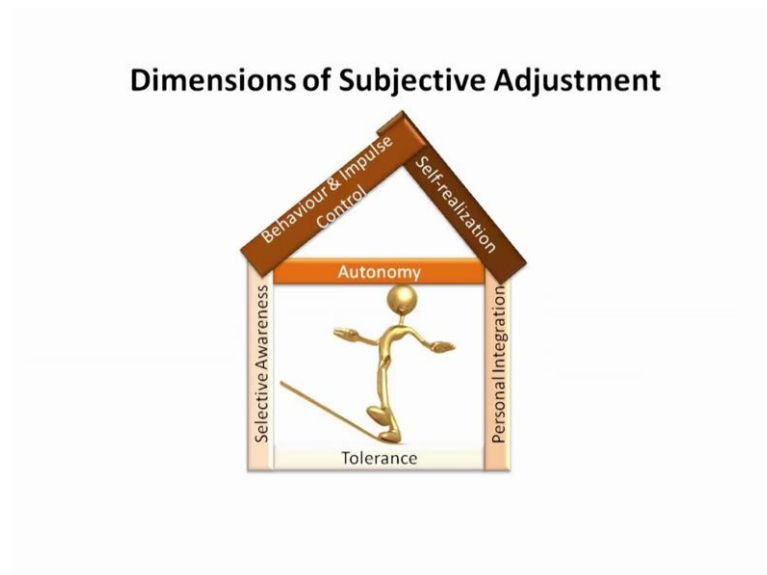 Dimensions of Subjective Adjustment
Behaviour & Impulse
Control
Self-realization
Autonomy
Selective Awareness
Personal Integration
Tolerance